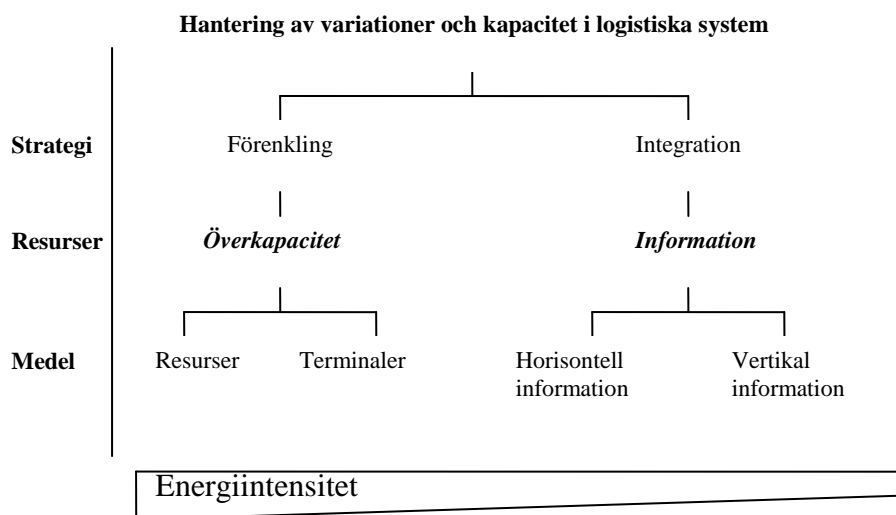 Hantering av variationer och kapacitet i logistiska system
Strategi Förenkling Integration
Resurser Överkapacitet Information
Medel Resurser Terminaler Horisontell information Vertikal information
Energiintensitet